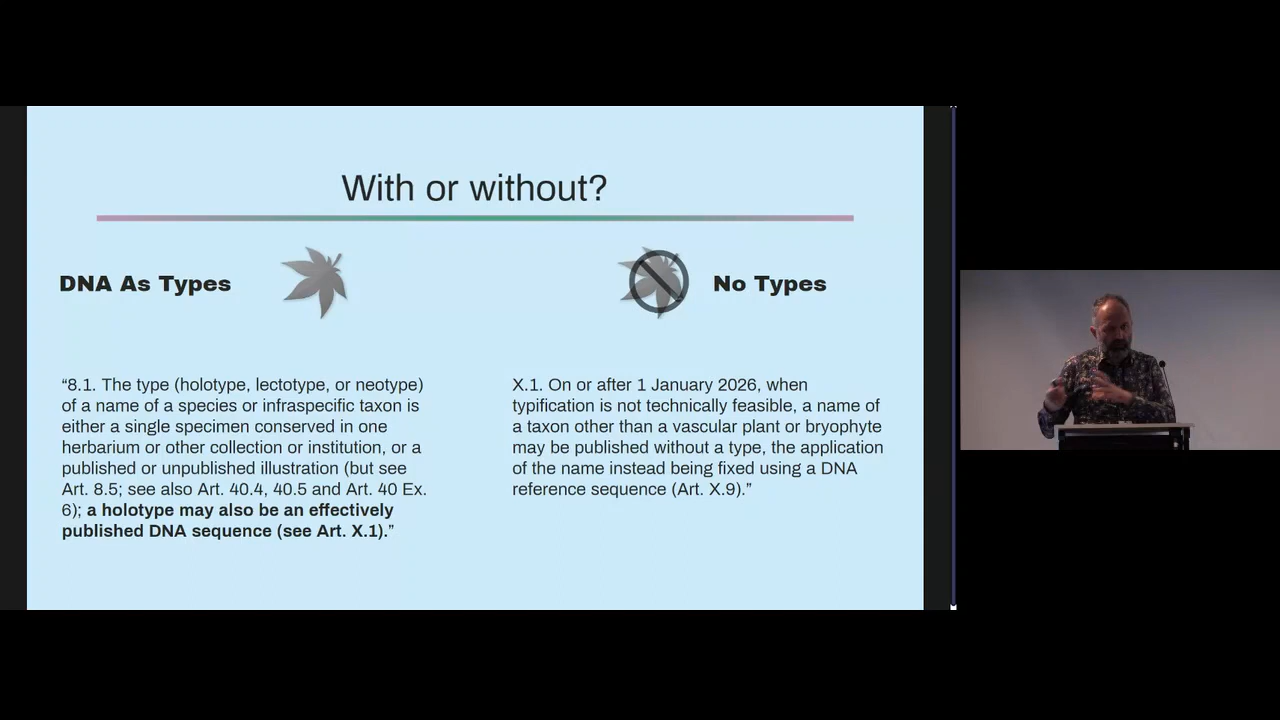 With or without?
DNA As Types
“8.1. The type (holotype, lectotype, or neotype)
of a name of a species or infraspecific taxon is
either a single specimen conserved in one
herbarium or other collection or institution, or a
published or unpublished illustration (but see
Art. 8.5; see also Art. 40.4, 40.5 and Art. 40 Ex.
6); a holotype may also be an effectively
published DNA sequence (see Art. X.1).”
No Types
X.1. On or after 1 January 2026, when
typification is not technically feasible, a name of
a taxon other than a vascular plant or bryophyte
may be published without a type, the application
of the name instead being fixed using a DNA
reference sequence (Art. X.9).”